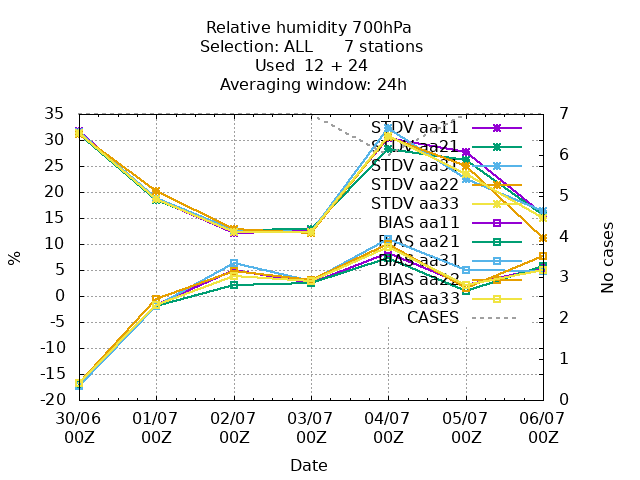 Relative humidity 700hPa
Selection: ALL 7 stations
Used 12 + 24
Averaging window: 24h
35
30
25
20
15
10
5
0
-5
-10
-15
-20
%
7
6
5
4
3
2
1
0
No cases
STDV aa11
STDV aa21
STDV aa31
STDV aa22
STDV aa33
BIAS aa11
BIAS aa21
BIAS aa31
BIAS aa22
BIAS aa33
CASES
30/06 01/07 02/07 03/07 04/07 05/07 06/07
00Z 00Z 00Z 00Z 00Z 00Z 00Z
Date